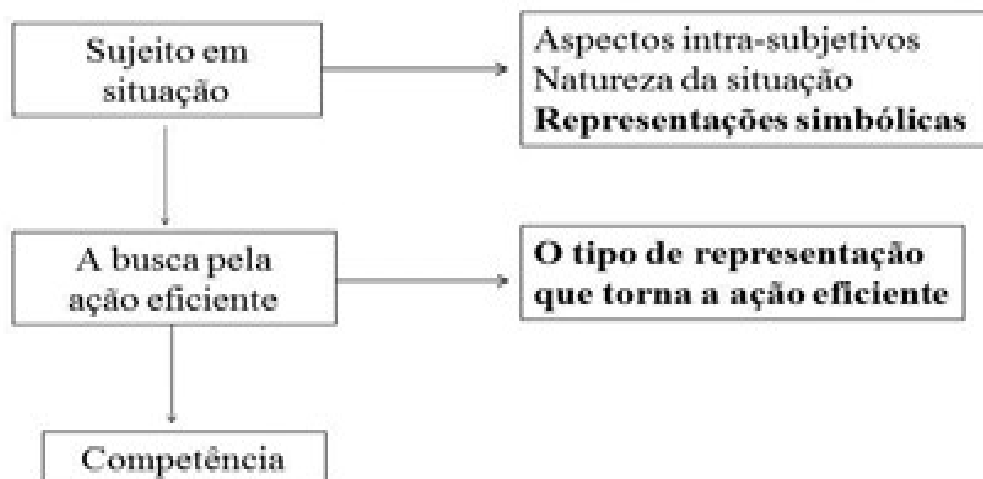 Sujeito em
situação
Aspectos intra-subjetivos
Natureza da situação
Representações simbólicas
A busca pela
ação eficiente
O tipo de representação
que torna a ação eficiente
Competência